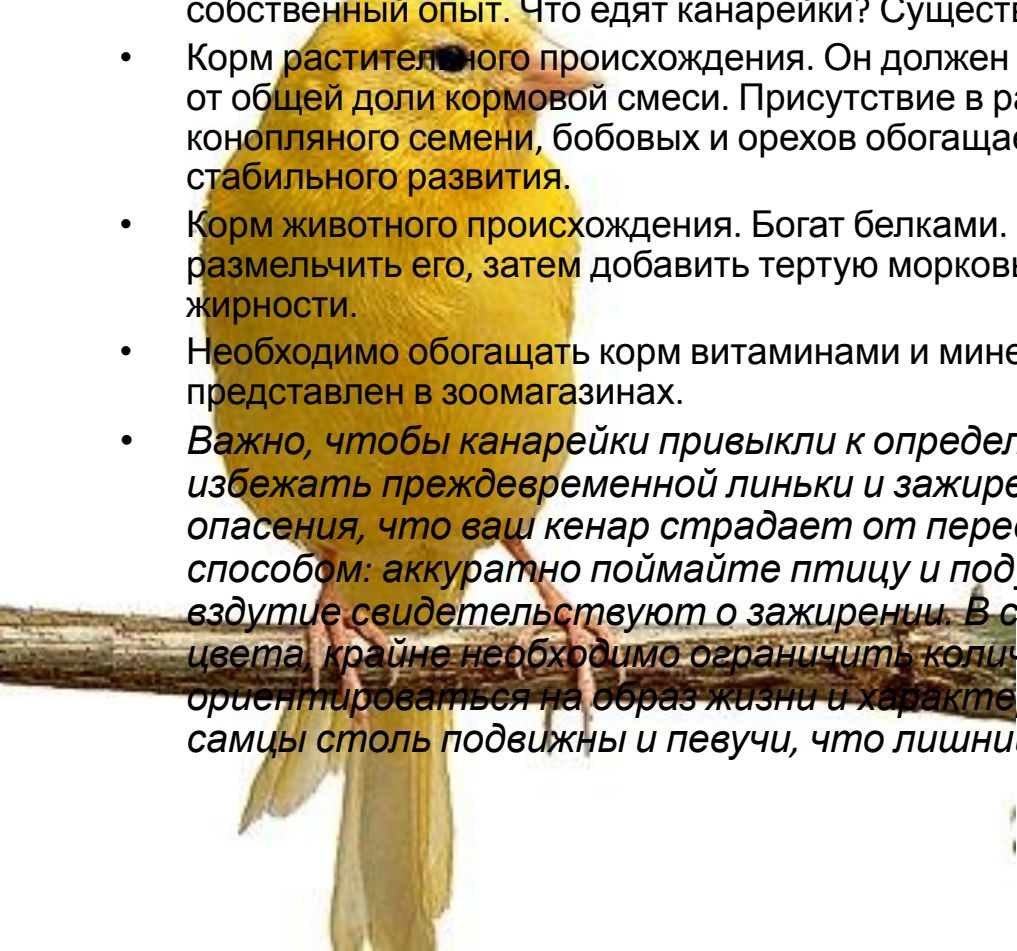 собственный опыт. Что едят канарейки? Существ
• Корм растительного происхождения. Он должен
от общей доли кормовой смеси. Присутствие в ра
конопляного семени, бобовых и орехов обогащае
стабильного развития.
• Корм животного происхождения. Богат белками.
размельчить его, затем добавить тертую морковь
жирности.
• Необходимо обогащать корм витаминами и мине
представлен в зоомагазинах.
• Важно, чтобы канарейки привыкли к определ
избежать преждевременной линьки и зажире
опасения, что ваш кенар страдает от перее
способом: аккуратно поймайте птицу и поду
вздутие свидетельствуют о зажирении. В с
цвета, крайне необходимо ограничить колич
ориентироваться на образ жизни и характе
самцы столь подвижны и певучи, что лишни